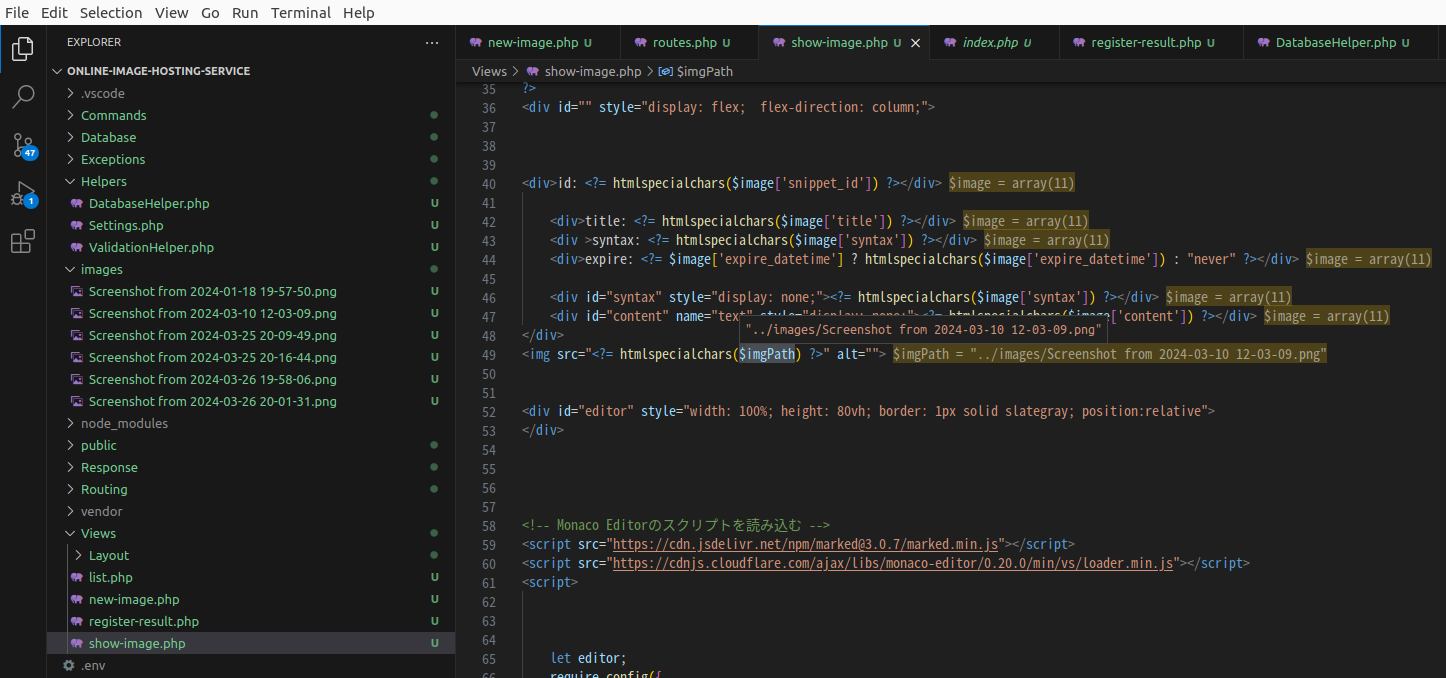 File Edit Selection View Go Run Terminal Help
EXPLORER ...
ONLINE-IMAGE-HOSTING-SERVICE
.vscode
Commands
Database
Exceptions
Helpers
DatabaseHelper.php U
Settings.php U
ValidationHelper.php U
images
Screenshot from 2024-01-18 19-57-50.png U
Screenshot from 2024-03-10 12-03-09.png U
Screenshot from 2024-03-25 20-09-49.png U
Screenshot from 2024-03-25 20-16-44.png U
Screenshot from 2024-03-26 19-58-06.png U
Screenshot from 2024-03-26 20-01-31.png U
node_modules
public
Response
Routing
vendor
Views
Layout
list.php U
new-image.php U
register-result.php U
show-image.php U
.env
47
1
new-image.php U routes.php U show-image.php U index.php U register-result.php U DatabaseHelper.php U
Views > show-image.php > $imgPath
35 ?>
36 <div id="" style="display: flex;  flex-direction: column;">
37
38
39
40 <div>id: <?= htmlspecialchars($image['snippet_id']) ?></div> $image = array(11)
41
42 <div>title: <?= htmlspecialchars($image['title']) ?></div> $image = array(11)
43 <div >syntax: <?= htmlspecialchars($image['syntax']) ?></div> $image = array(11)
44 <div>expire: <?= $image['expire_datetime'] ? htmlspecialchars($image['expire_datetime']) : "never" ?></div> $image = array(11)
45
46 <div id="syntax" style="display: none;"><?= htmlspecialchars($image['syntax']) ?></div> $image = array(11)
47 <div id="content" name="text" style="display: none;"><?= htmlspecialchars($image['content']) ?></div> $image = array(11)
"../images/Screenshot from 2024-03-10 12-03-09.png"
48 </div>
49 <img src="<?= htmlspecialchars($imgPath) ?>" alt=""> $imgPath = "../images/Screenshot from 2024-03-10 12-03-09.png"
50
51
52 <div id="editor" style="width: 100%; height: 80vh; border: 1px solid slategray; position:relative">
53 </div>
54
55
56
57
58 <!-- Monaco Editorのスクリプトを読み込む -->
59 <script src="https://cdn.jsdelivr.net/npm/marked@3.0.7/marked.min.js"></script>
60 <script src="https://cdnjs.cloudflare.com/ajax/libs/monaco-editor/0.20.0/min/vs/loader.min.js"></script>
61 <script>
62
63
64
65 let editor;
66 require.config({